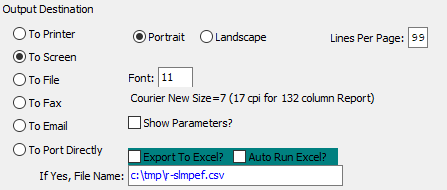 Output Destination
To Printer
Portrait
Landscape
Lines Per Page: 99
To Screen
To File
Font: 11
To Fax
Courier New Size=7 (17 cpi for 132 column Report)
To Email
Show Parameters?
To Port Directly
Export To Excel?
Auto Run Excel?
If Yes, File Name: c:\tmp\r-slmpef.csv